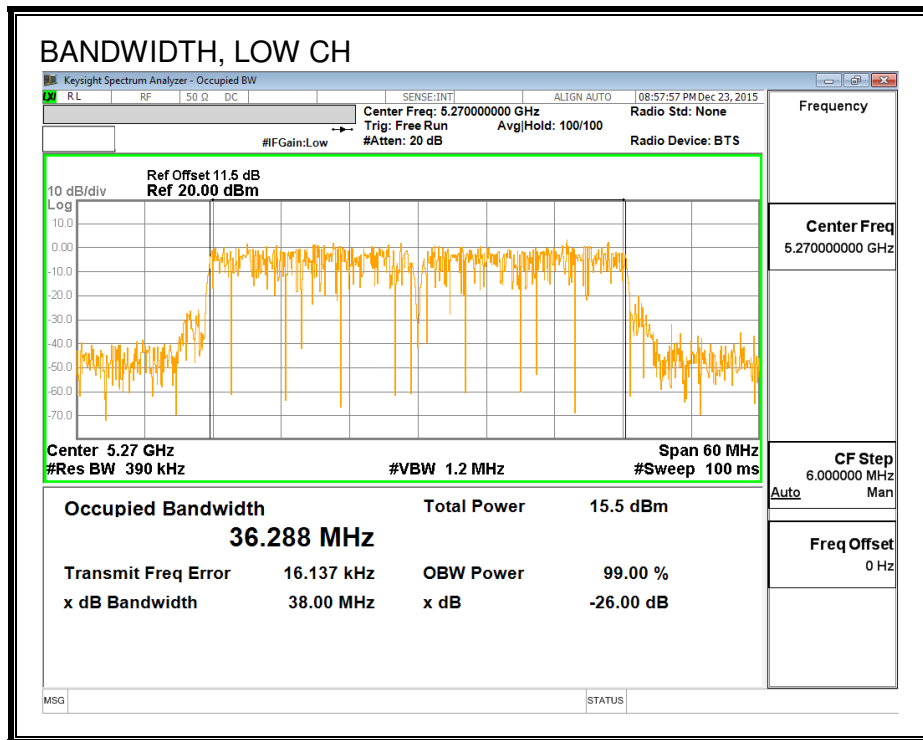 BANDWIDTH, LOW CH
Keysight Spectrum Analyzer - Occupied BW
LXI RL RF 50 Ω DC SENSE:INT ALIGN AUTO 08:57:57 PM Dec 23, 2015
Center Freq: 5.270000000 GHz Radio Std: None
Trig: Free Run Avg|Hold: 100/100
#IFGain:Low #Atten: 20 dB Radio Device: BTS
Frequency
Ref Offset 11.5 dB
10 dB/div Ref 20.00 dBm
Log
10.0
0.00
-10.0
-20.0
-30.0
-40.0
-50.0
-60.0
-70.0
Center 5.27 GHz Span 60 MHz
#Res BW 390 kHz #VBW 1.2 MHz #Sweep 100 ms
Center Freq
5.270000000 GHz
CF Step
6.000000 MHz
Auto Man
Freq Offset
0 Hz
Occupied Bandwidth Total Power 15.5 dBm
36.288 MHz
Transmit Freq Error 16.137 kHz OBW Power 99.00 %
x dB Bandwidth 38.00 MHz x dB -26.00 dB
MSG STATUS